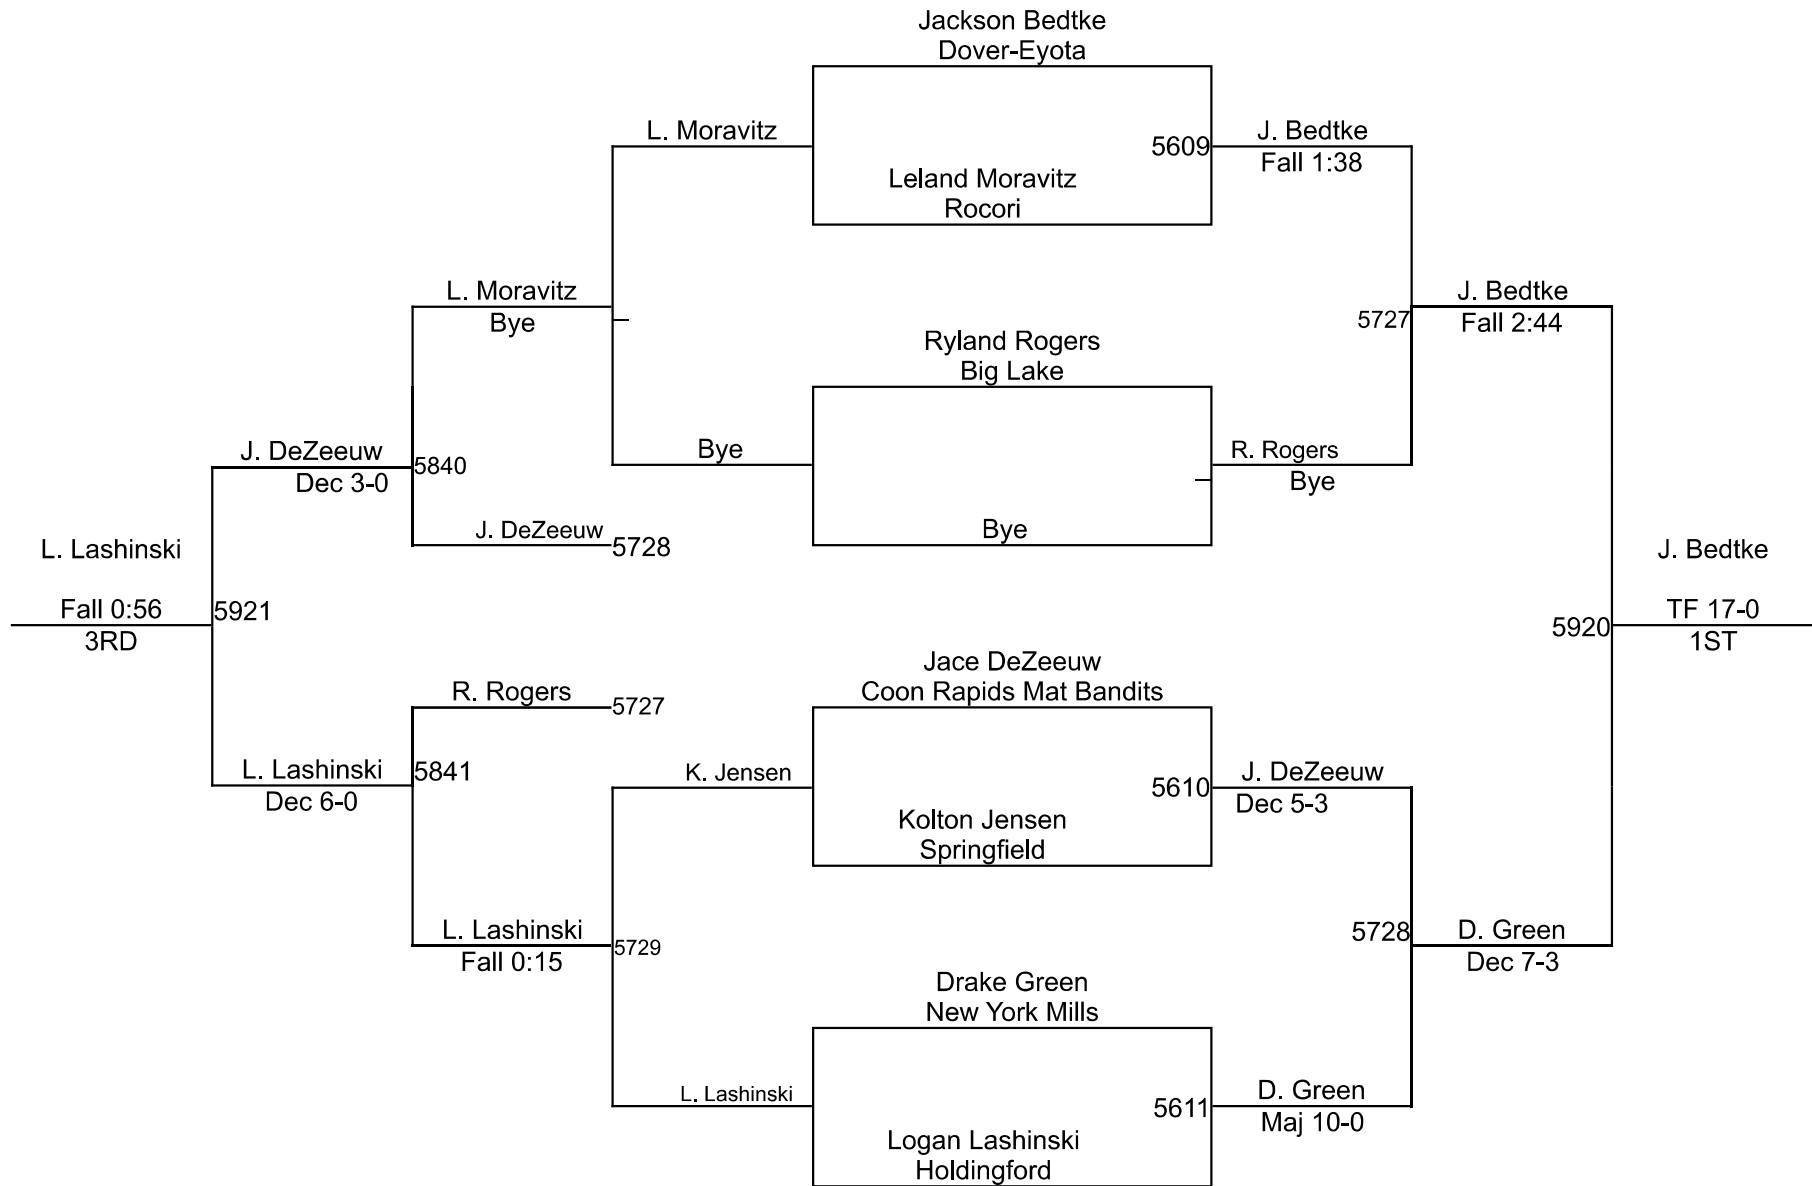 Jackson Bedtke
Dover-Eyota
L. Moravitz
5609
J. Bedtke
Fall 1:38
Leland Moravitz
Rocori
L. Moravitz
Bye
J. Bedtke
Fall 2:44
5727
Ryland Rogers
Big Lake
J. DeZeeuw
Dec 3-0
5840
Bye
R. Rogers
Bye
J. DeZeeuw
5728
Bye
L. Lashinski
Fall 0:56
3RD
5921
J. Bedtke
TF 17-0
1ST
5920
R. Rogers
5727
Jace DeZeeuw
Coon Rapids Mat Bandits
L. Lashinski
Dec 6-0
5841
K. Jensen
5610
J. DeZeeuw
Dec 5-3
Kolton Jensen
Springfield
L. Lashinski
Fall 0:15
5729
5728
D. Green
Dec 7-3
Drake Green
New York Mills
L. Lashinski
5611
D. Green
Maj 10-0
Logan Lashinski
Holdingford